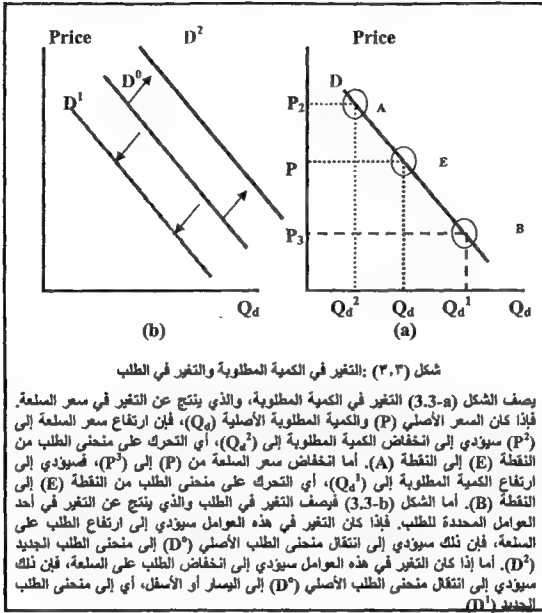 Price
D²
D⁰
D¹
Q_d
(b)
Price
D
P₂
A
P
E
P₃
B
Q_d²
Q_d
Q_d¹
Q_d
(a)
شكل (٣.٣) :التغير في الكمية المطلوبة والتغير في الطلب
يصف الشكل (3.3-a) التغير في الكمية المطلوبة، والذي ينتج عن التغير في سعر السلعة.
فإذا كان السعر الأصلي (P) والكمية المطلوبة الأصلية (Q_d)، فإن ارتفاع سعر السلعة إلى
(P²) سيؤدي إلى انخفاض الكمية المطلوبة إلى (Q_d²)، أي التحرك على منحنى الطلب من
النقطة (E) إلى النقطة (A). أما انخفاض سعر السلعة من (P) إلى (P³)، فسيؤدي إلى
ارتفاع الكمية المطلوبة إلى (Q_d¹)، أي التحرك على منحنى الطلب من النقطة (E) إلى
النقطة (B). أما الشكل (3.3-b) فيصف التغير في الطلب والذي ينتج عن التغير في أحد
العوامل المحددة للطلب. فإذا كان التغير في هذه العوامل سيؤدي إلى ارتفاع الطلب على
السلعة، فإن ذلك سيؤدي إلى انتقال منحنى الطلب الأصلي (D°) إلى منحنى الطلب الجديد
(D²). أما إذا كان التغير في هذه العوامل سيؤدي إلى انخفاض الطلب على السلعة، فإن ذلك
سيؤدي إلى انتقال منحنى الطلب الأصلي (D°) إلى اليسار أو الأسفل، أي إلى منحنى الطلب
الجديد (D¹)